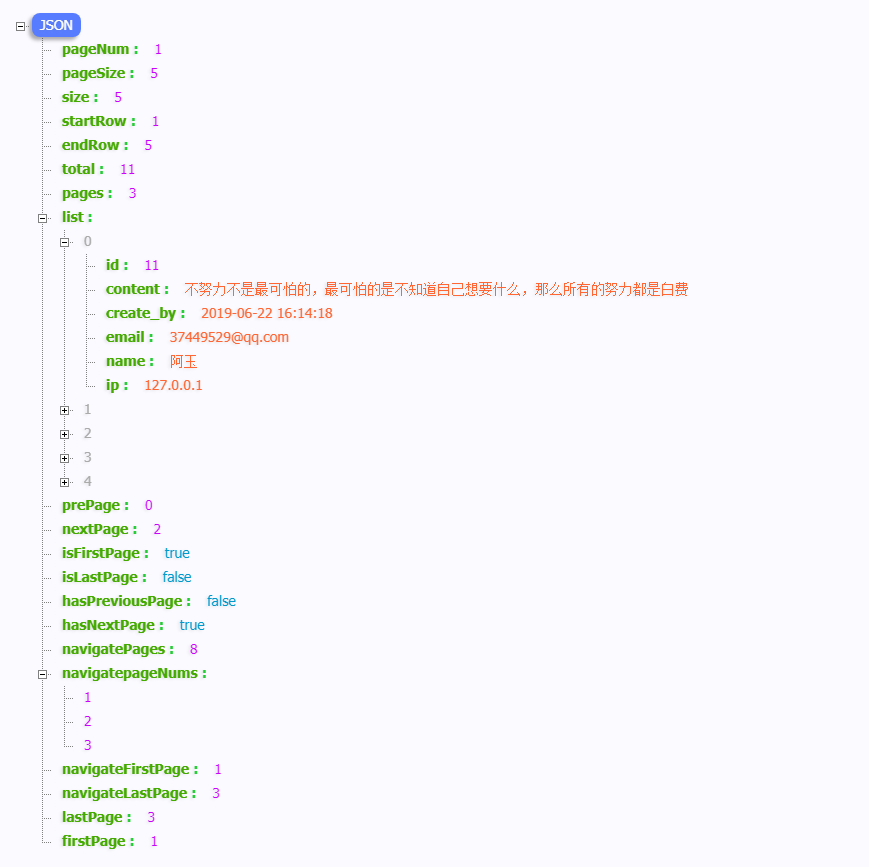 JSON
pageNum : 1
pageSize : 5
size : 5
startRow : 1
endRow : 5
total : 11
pages : 3
list :
0
id : 11
content : 不努力不是最可怕的，最可怕的是不知道自己想要什么，那么所有的努力都是白费
create_by : 2019-06-22 16:14:18
email : 37449529@qq.com
name : 阿玉
ip : 127.0.0.1
1
2
3
4
prePage : 0
nextPage : 2
isFirstPage : true
isLastPage : false
hasPreviousPage : false
hasNextPage : true
navigatePages : 8
navigatepageNums :
1
2
3
navigateFirstPage : 1
navigateLastPage : 3
lastPage : 3
firstPage : 1